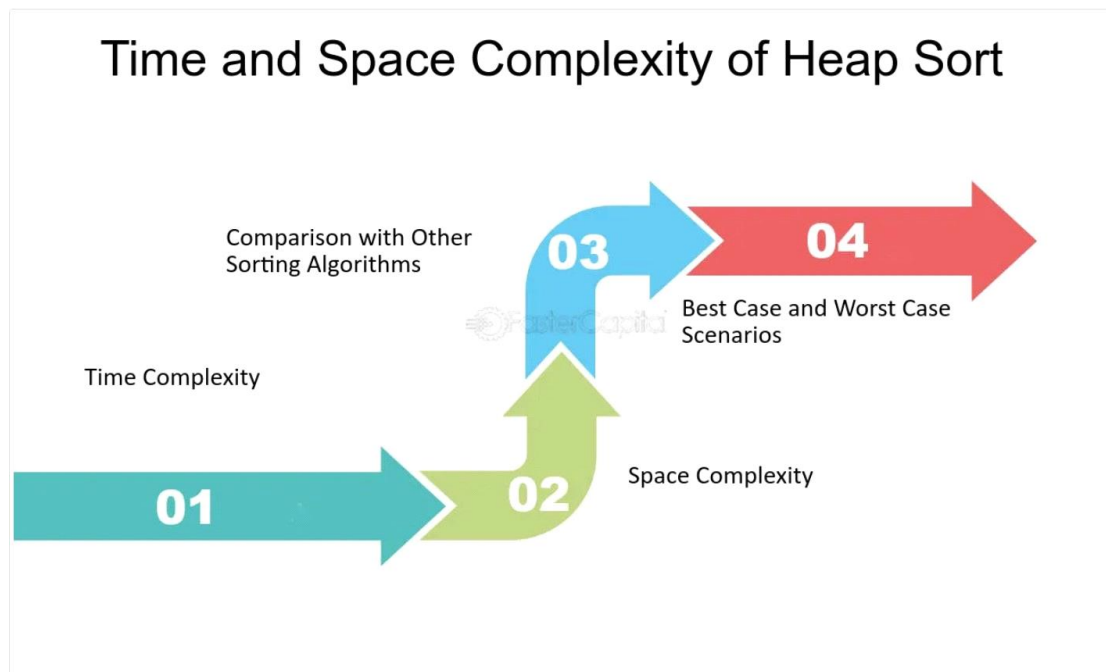 Time and Space Complexity of Heap Sort
01
Time Complexity
02
Space Complexity
03
Comparison with Other
Sorting Algorithms
04
Best Case and Worst Case
Scenarios
FasterCapital